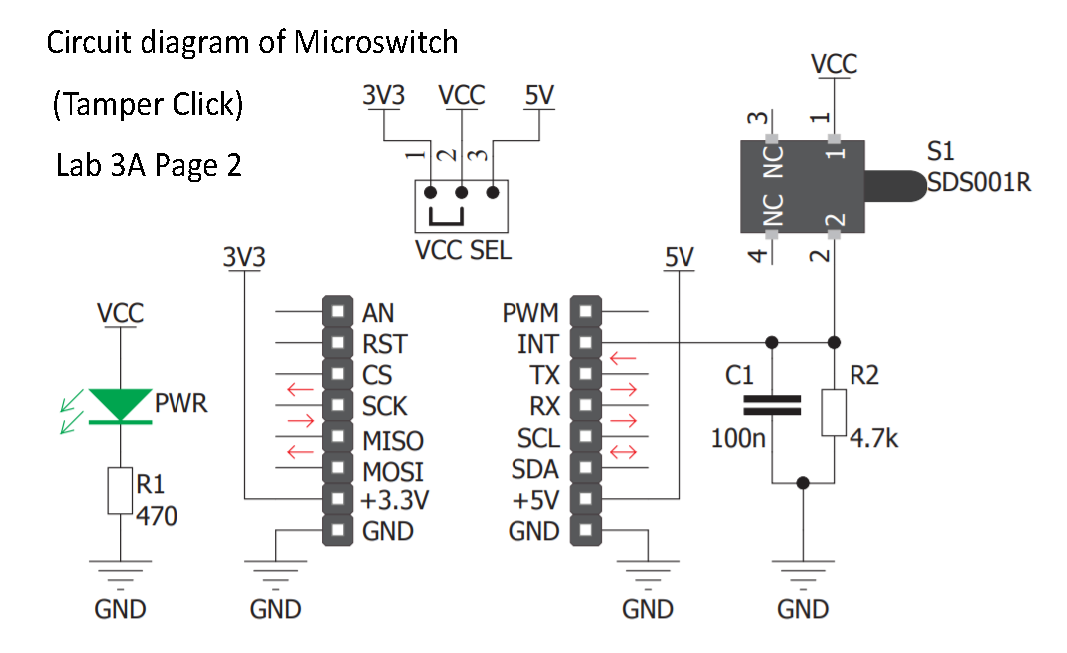 Circuit diagram of Microswitch
(Tamper Click)
Lab 3A Page 2
3V3 VCC 5V
1 2 3
VCC SEL
VCC
3 1
NC 1
S1
SDS001R
NC 2
4 2
3V3
5V
VCC
PWR
R1
470
GND
AN
RST
CS
SCK
MISO
MOSI
+3.3V
GND
GND
PWM
INT
TX
RX
SCL
SDA
+5V
GND
GND
C1
100n
R2
4.7k
GND